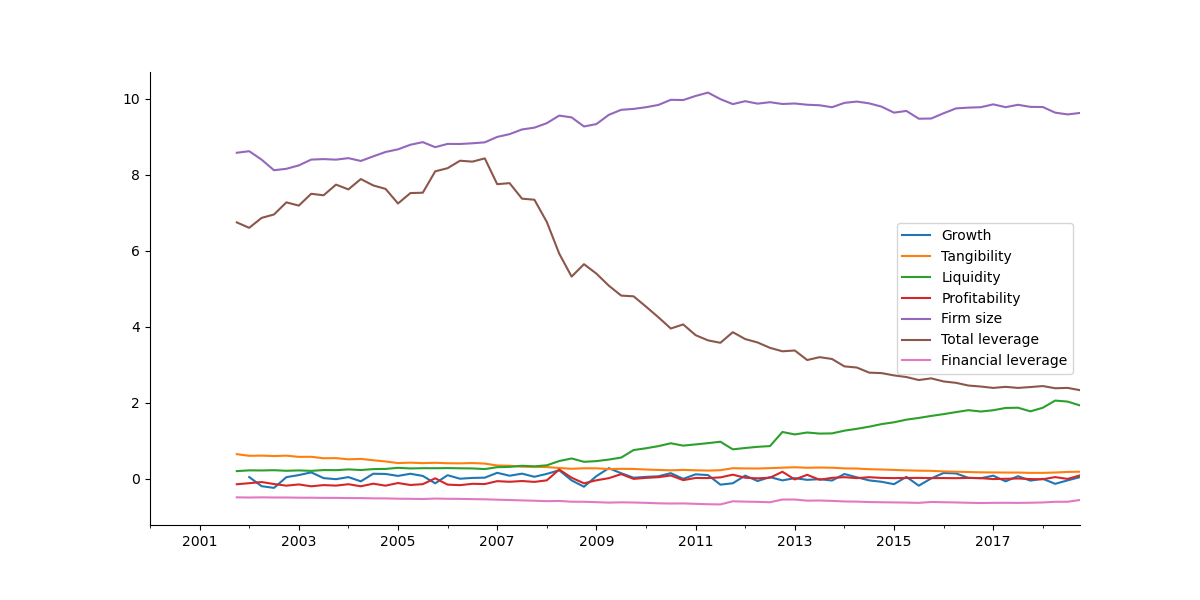 10
8
6
4
2
0
2001 2003 2005 2007 2009 2011 2013 2015 2017
Growth
Tangibility
Liquidity
Profitability
Firm size
Total leverage
Financial leverage